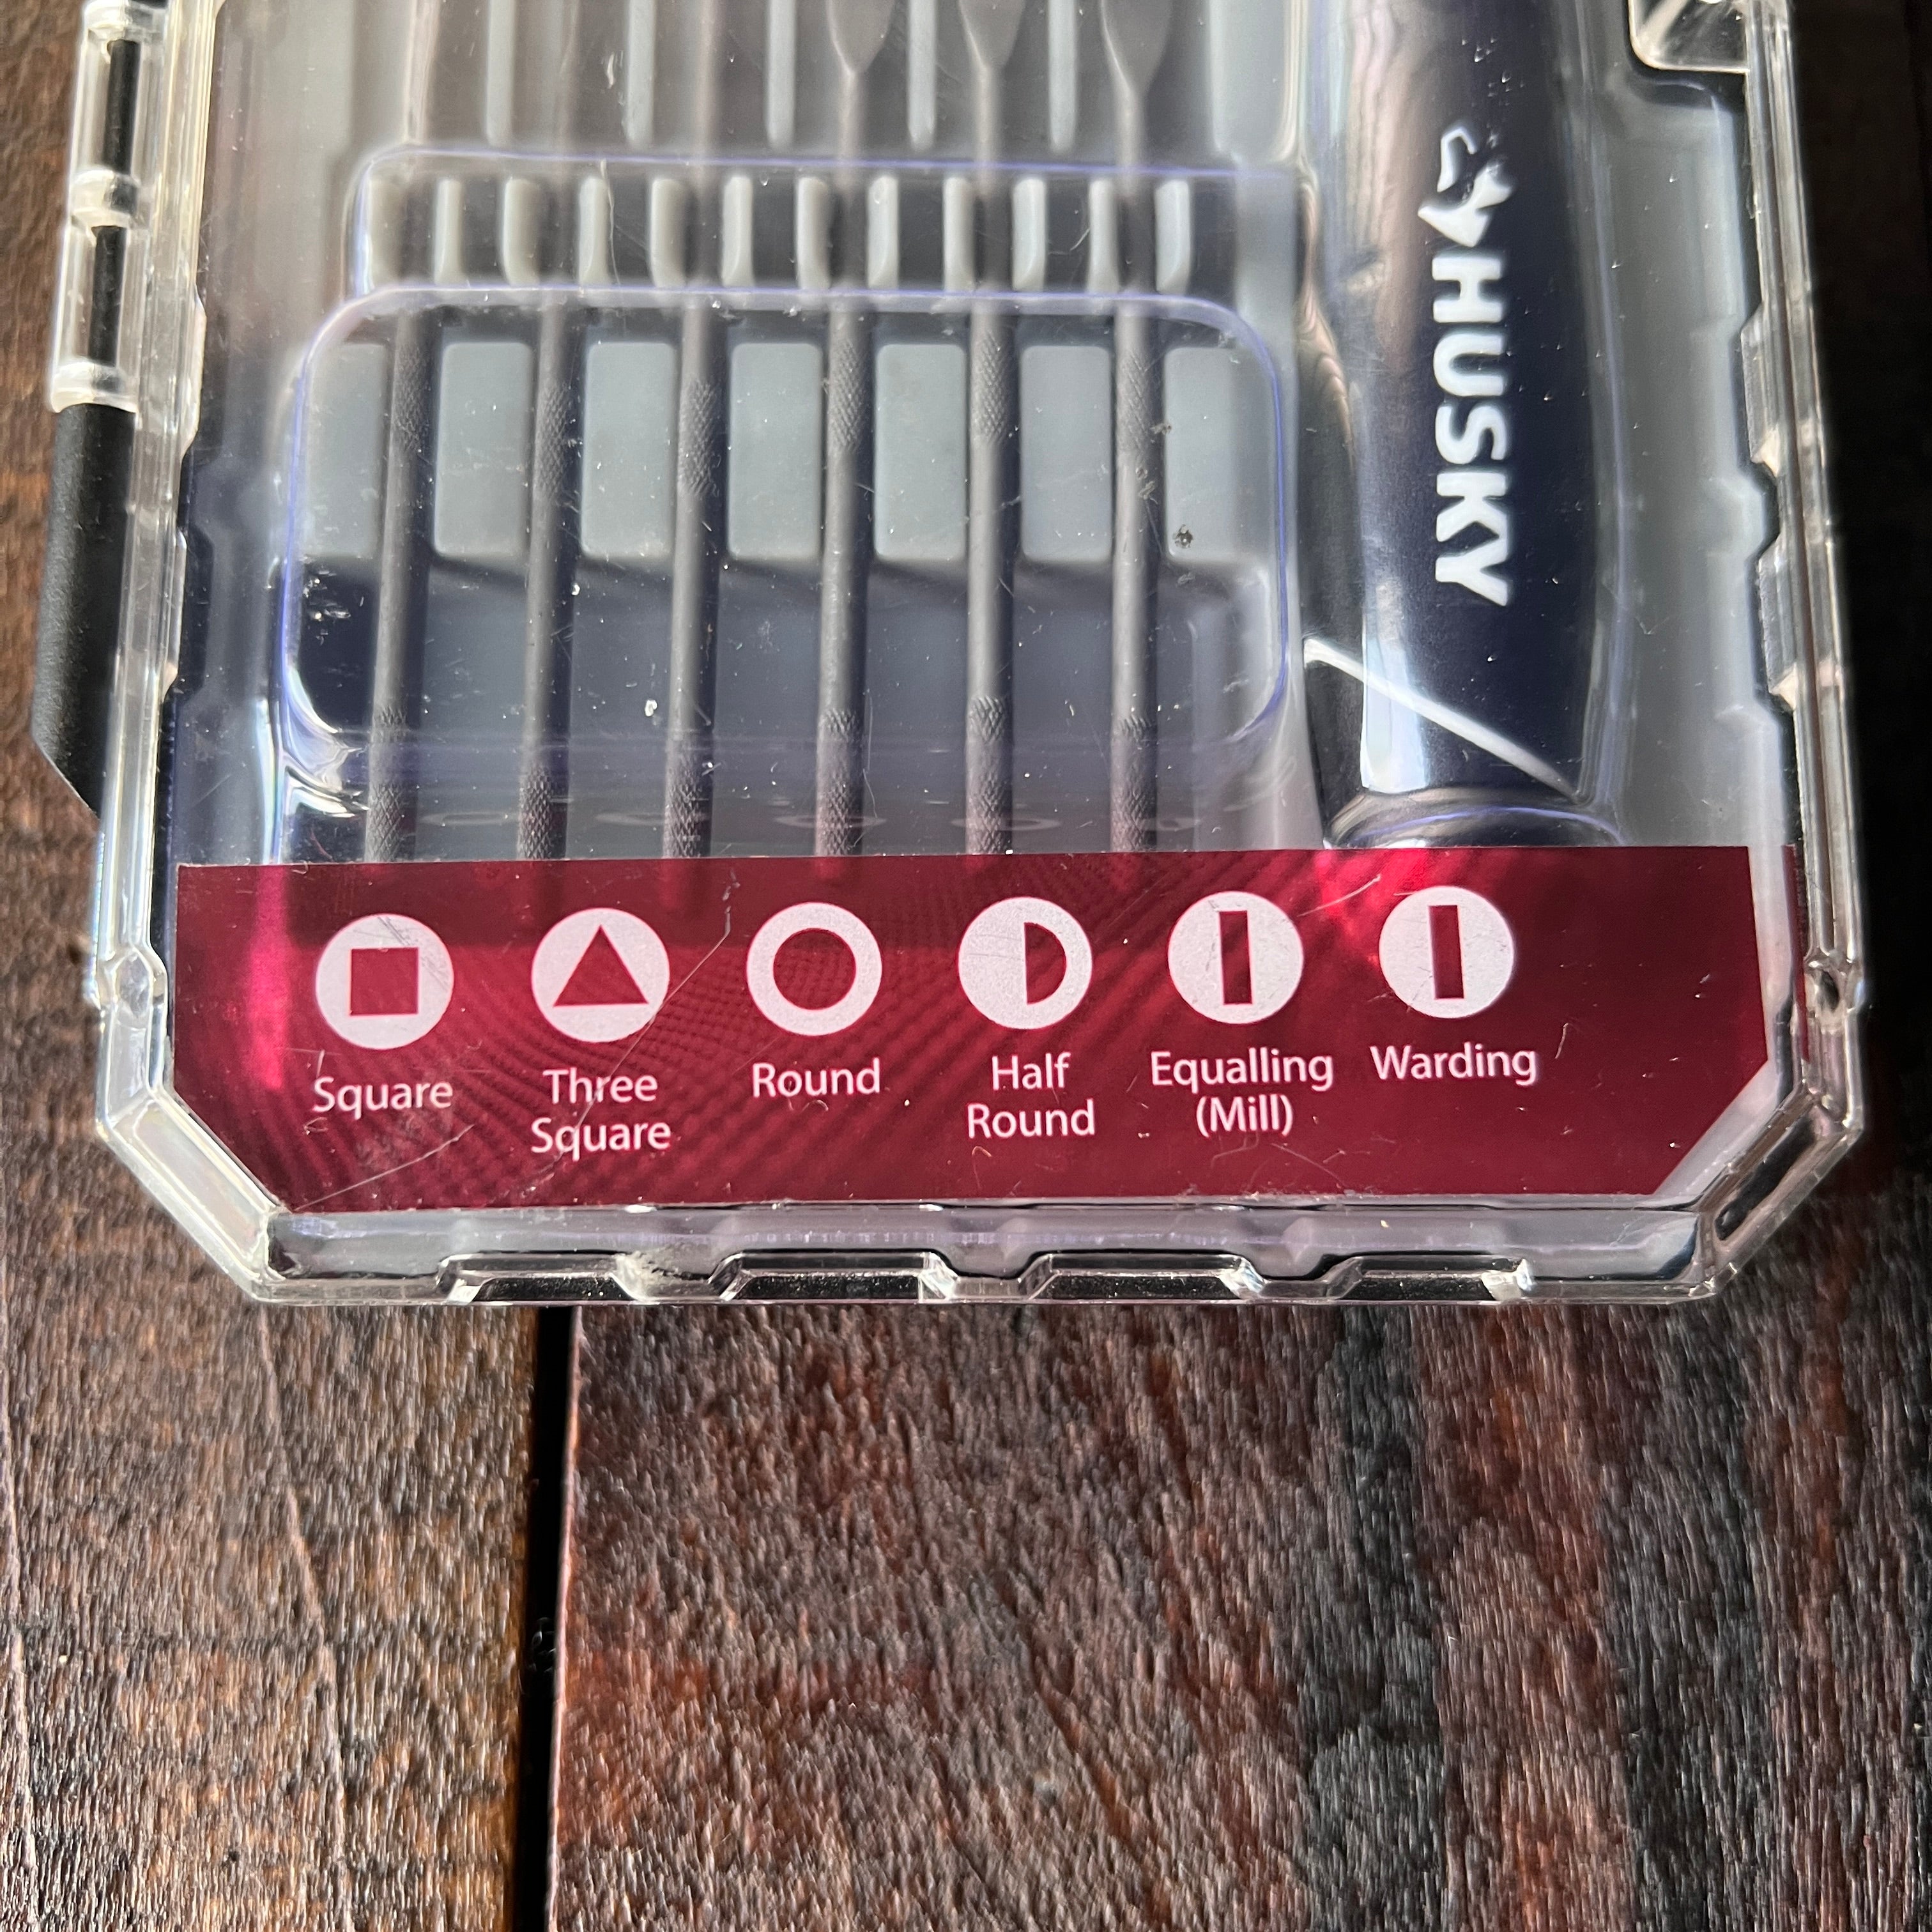 HUSKY
Square
Three
Square
Round
Half
Round
Equalling
(Mill)
Warding